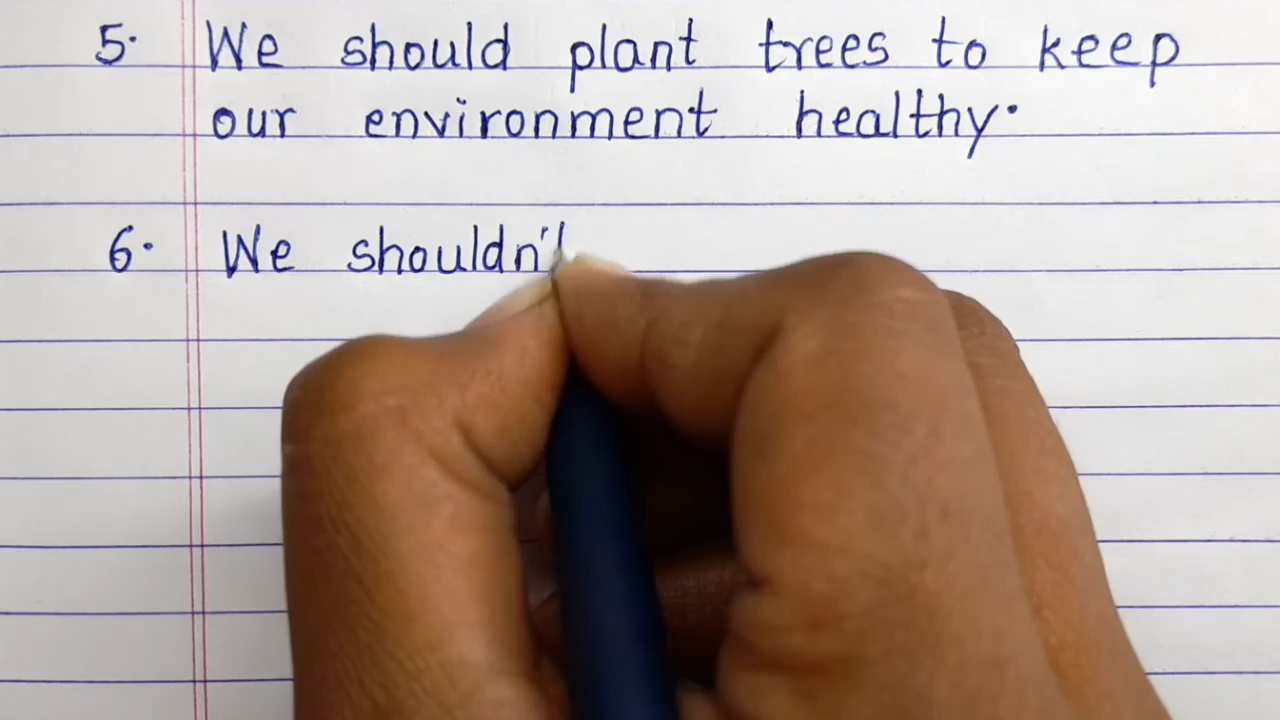 5. We should plant trees to keep
our environment healthy.
6. We shouldn't